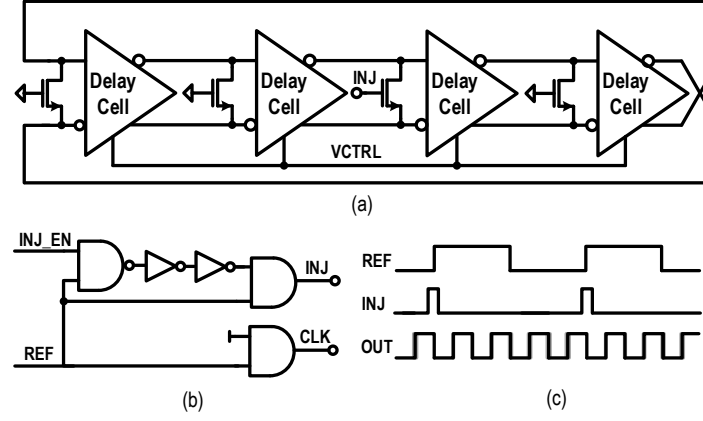 Delay Cell
Delay Cell
INJ
Delay Cell
Delay Cell
VCTRL
(a)
INJ_EN
INJ
REF
CLK
(b)
REF
INJ
OUT
(c)